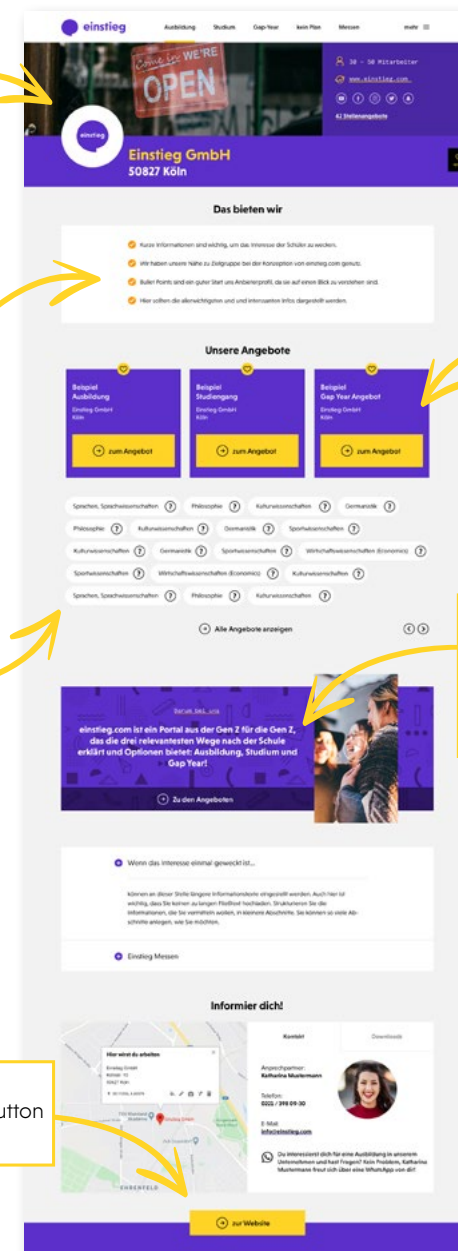 einstieg
Ausbildung Studium Gap-Year kein Plan Messen mehr
Come in WE'RE
OPEN
30 - 50 Mitarbeiter
www.einstieg.com
42 Stellenangebote
einstieg
Einstieg GmbH
50827 Köln
Das bieten wir
Kurze Informationen sind wichtig, um das Interesse der Schüler zu wecken.
Wir haben unsere Nähe zu Zielgruppe bei der Konzeption von einstieg.com genutz.
Bullet Points sind ein guter Start uns Anbieterprofil, da sie auf einen Blick zu verstehen sind.
Hier sollten die allerwichtigsten und und interessanten Infos dargestellt werden.
Unsere Angebote
Beispiel Beispiel Beispiel
Ausbildung Studiengang Gap Year Angebot
Einstieg GmbH Einstieg GmbH Einstieg GmbH
Köln Köln Köln
zum Angebot zum Angebot zum Angebot
Sprachen, Sprachwissenschaften ? Philosophie ? Kulturwissenschaften ? Germanistik ?
Philosophie ? Kulturwissenschaften ? Germanistik ? Sportwissenschaften ?
Kulturwissenschaften ? Germanistik ? Sportwissenschaften ? Wirtschaftswissenschaften (Economics) ?
Sportwissenschaften ? Wirtschaftswissenschaften (Economics) ? Kulturwissenschaften ?
Sprachen, Sprachwissenschaften ? Philosophie ? Kulturwissenschaften ?
Alle Angebote anzeigen
Darum bei uns
einstieg.com ist ein Portal aus der Gen Z für die Gen Z,
das die drei relevantesten Wege nach der Schule
erklärt und Optionen bietet: Ausbildung, Studium und
Gap Year!
Zu den Angeboten
Wenn das Interesse einmal geweckt ist...
können an dieser Stelle längere Informationstexte eingestellt werden. Auch hier ist
wichtig, dass Sie keinen zu langen Fließtext hochladen. Strukturieren Sie die
Informationen, die Sie vermitteln wollen, in kleinere Abschnitte. Sie können so viele Ab-
schnitte anlegen, wie Sie möchten.
Einstieg Messen
Informier dich!
Hier wirst du arbeiten
Einstieg GmbH
50827 Köln
Einstieg GmbH
EHRENFELD
Kontakt Downloads
Ansprechpartner:
Katharina Mustermann
Telefon:
0221 / 398 09-30
E-Mail
info@einstieg.com
Du interessierst dich für eine Ausbildung in unserem
Unternehmen und hast Fragen? Kein Problem, Katharina
Mustermann freut sich über eine WhatsApp von dir!
utton
zur Website